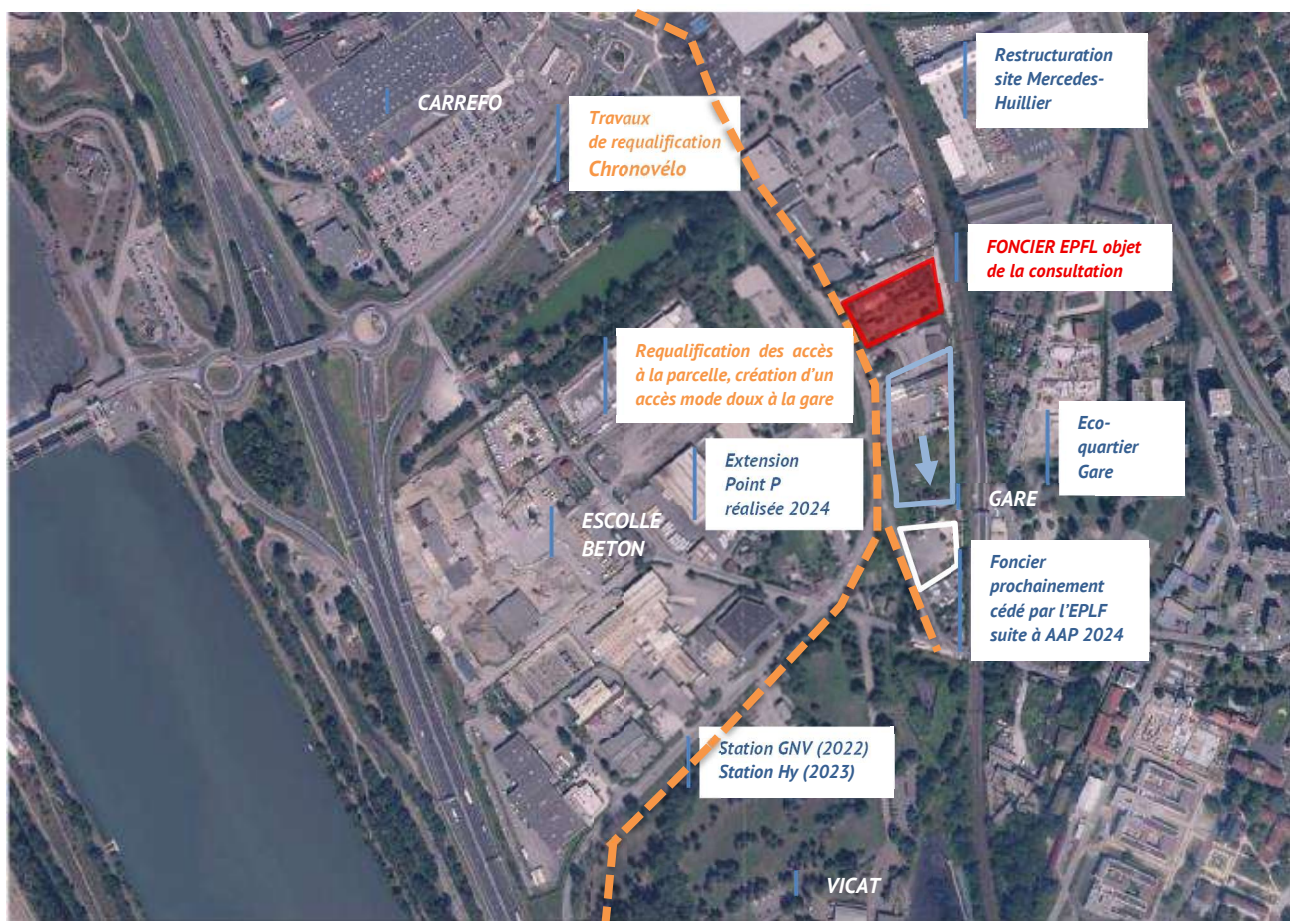 CARREFO
Travaux
de requalification
Chronovélo
Restructuration
site Mercedes-
Huillier
FONCIER EPFL objet
de la consultation
Requalification des accès
à la parcelle, création d'un
accès mode doux à la gare
Extension
Point P
réalisée 2024
Eco-
quartier
Gare
GARE
ESCOLLE
BETON
Foncier
prochainement
cédé par l'EPLF
suite à AAP 2024
Station GNV (2022)
Station Hy (2023)
VICAT